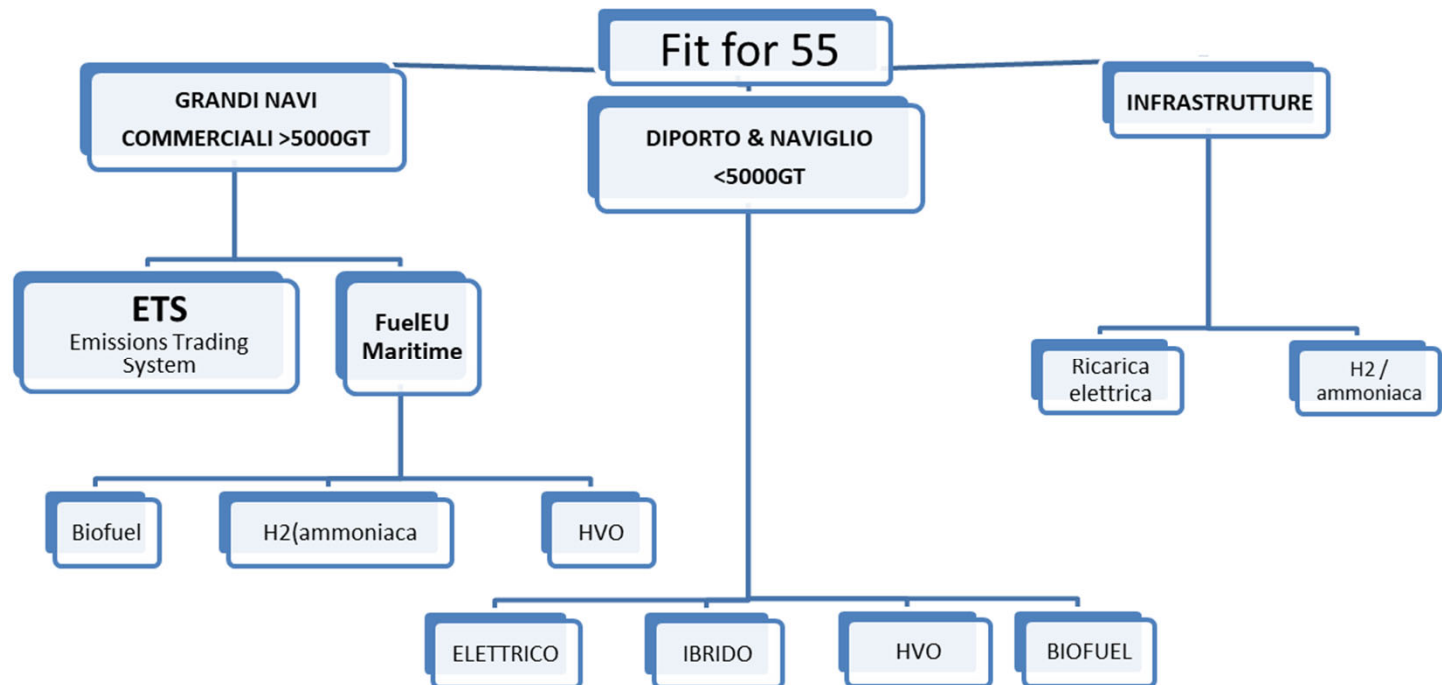 Fit for 55
GRANDI NAVI
COMMERCIALI >5000GT
DIPORTO & NAVIGLIO
<5000GT
INFRASTRUTTURE
ETS
Emissions Trading
System
FuelEU
Maritime
Ricarica
elettrica
H2 /
ammoniaca
Biofuel
H2(ammoniaca
HVO
ELETTRICO
IBRIDO
HVO
BIOFUEL